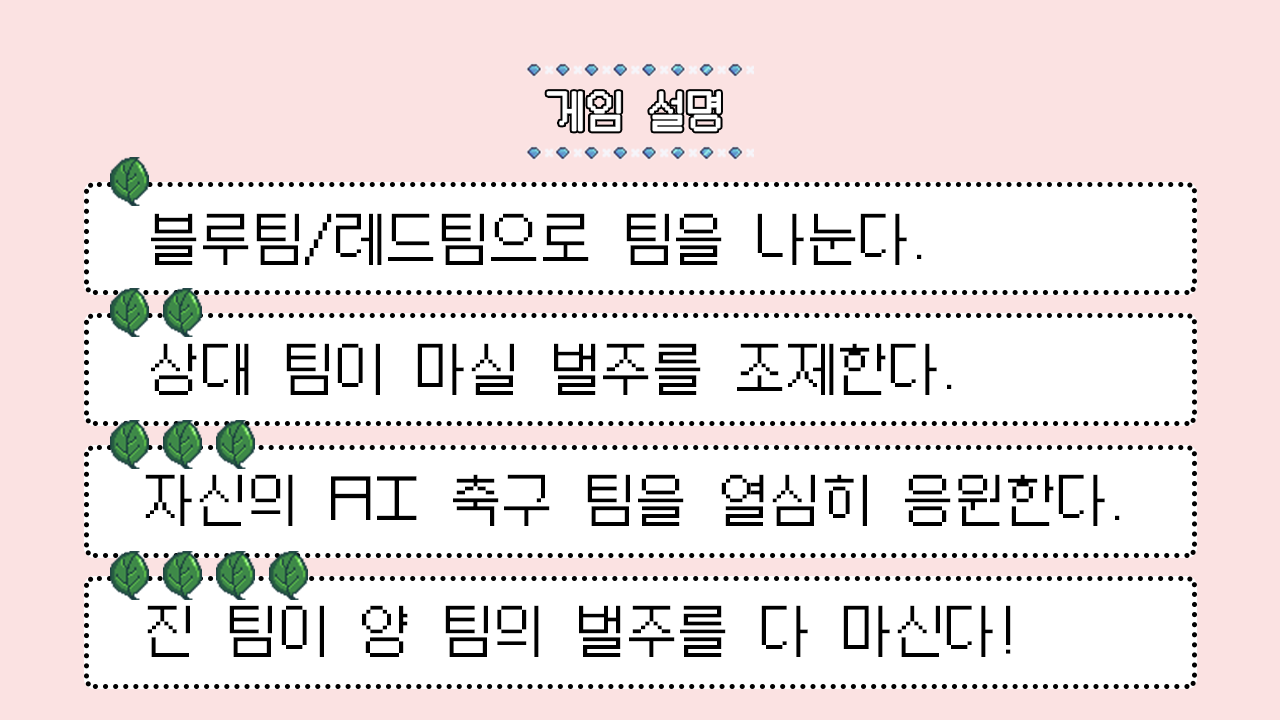 게임 설명
블루팀/레드팀으로 팀을 나눈다.
상대 팀이 마실 벌주를 조제한다.
자신의 AI 축구 팀을 열심히 응원한다.
진 팀이 양 팀의 벌주를 다 마신다!